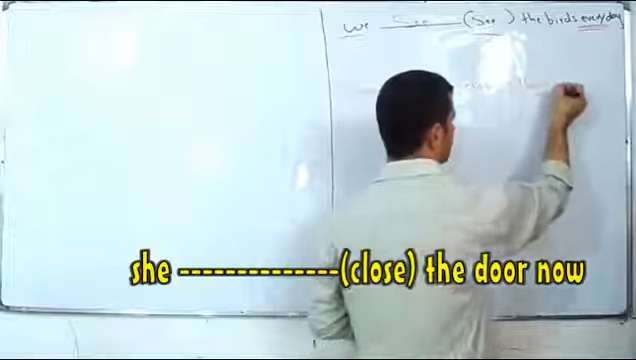 we see (see) the birds everyday
she --------------(close) the door now